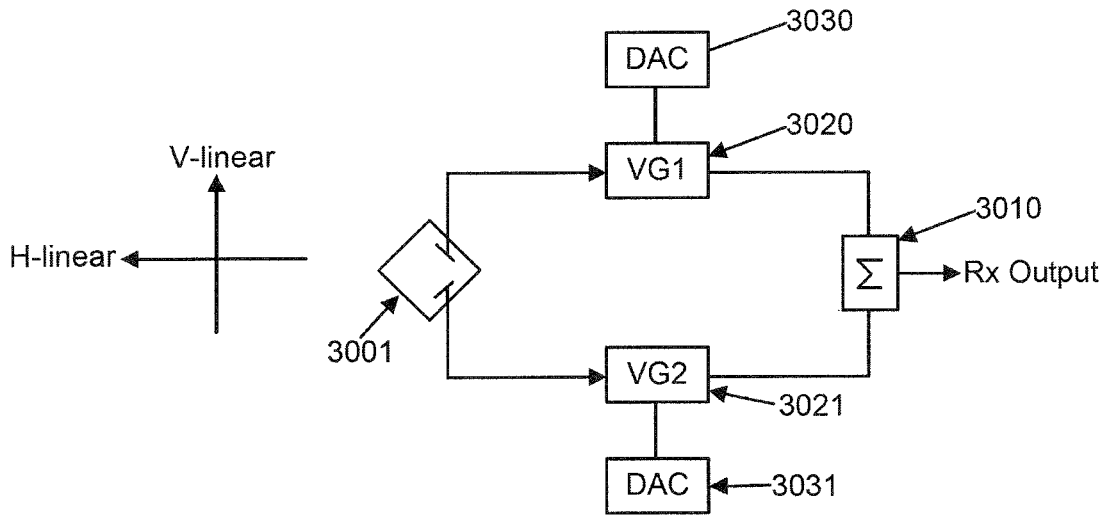 3030
DAC
3020
V-linear
VG1
3010
H-linear
Σ
Rx Output
3001
VG2
3021
DAC
3031